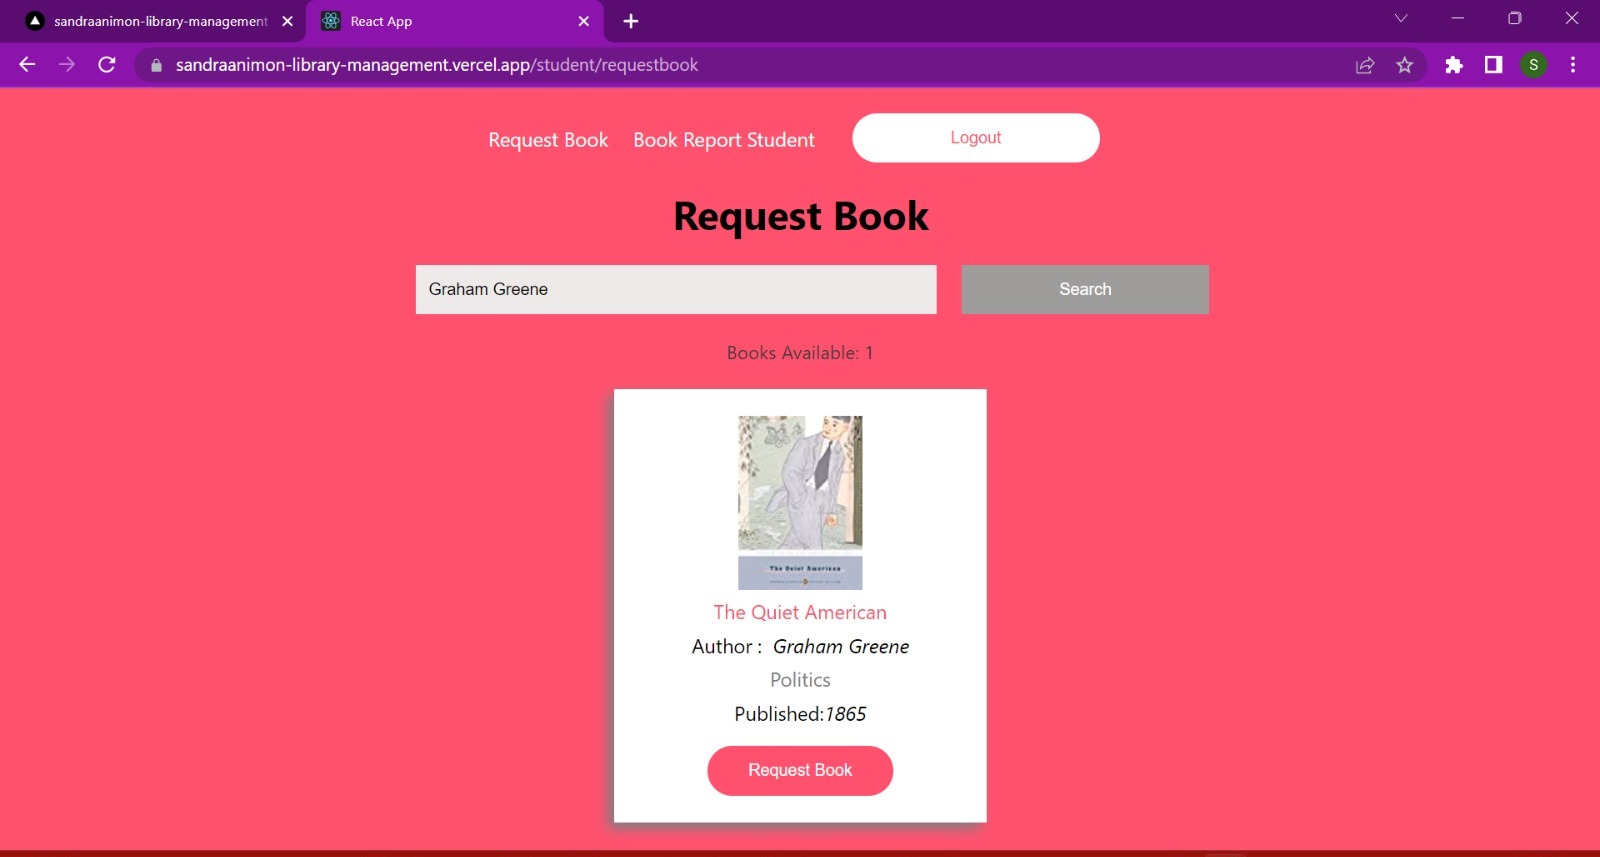 sandraanimon-library-management
React App
sandraanimon-library-management.vercel.app/student/requestbook
S
Request Book
Book Report Student
Logout
Request Book
Graham Greene
Search
Books Available: 1
The Quiet American
The Quiet American
Author : Graham Greene
Politics
Published:1865
Request Book